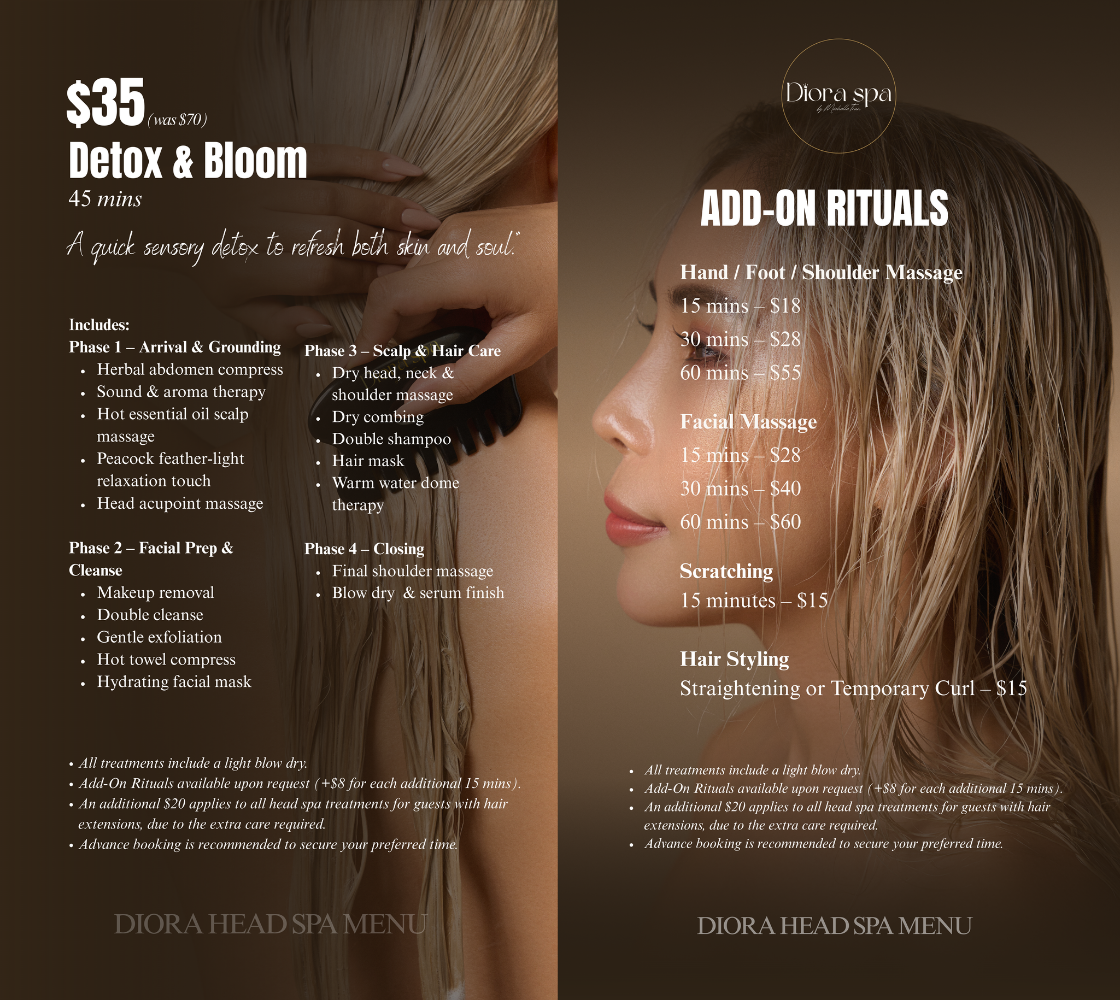 $35 (was $70)
Detox & Bloom
45 mins
A quick sensory detox to refresh both skin and soul."
Includes:
Phase 1 – Arrival & Grounding
• Herbal abdomen compress
• Sound & aroma therapy
• Hot essential oil scalp
massage
• Peacock feather-light
relaxation touch
• Head acupoint massage
Phase 2 – Facial Prep &
Cleanse
• Makeup removal
• Double cleanse
• Gentle exfoliation
• Hot towel compress
• Hydrating facial mask
Phase 3 – Scalp & Hair Care
• Dry head, neck &
shoulder massage
• Dry combing
• Double shampoo
• Hair mask
• Warm water dome
therapy
Phase 4 – Closing
• Final shoulder massage
• Blow dry & serum finish
• All treatments include a light blow dry.
• Add-On Rituals available upon request (+$8 for each additional 15 mins).
• An additional $20 applies to all head spa treatments for guests with hair
extensions, due to the extra care required.
• Advance booking is recommended to secure your preferred time.
DIORA HEAD SPA MENU
Diora spa
by
ADD-ON RITUALS
Hand / Foot / Shoulder Massage
15 mins – $18
30 mins – $28
60 mins – $55
Facial Massage
15 mins – $28
30 mins – $40
60 mins – $60
Scratching
15 minutes – $15
Hair Styling
Straightening or Temporary Curl – $15
• All treatments include a light blow dry.
• Add-On Rituals available upon request (+$8 for each additional 15 mins).
• An additional $20 applies to all head spa treatments for guests with hair
extensions, due to the extra care required.
• Advance booking is recommended to secure your preferred time.
DIORA HEAD SPA MENU